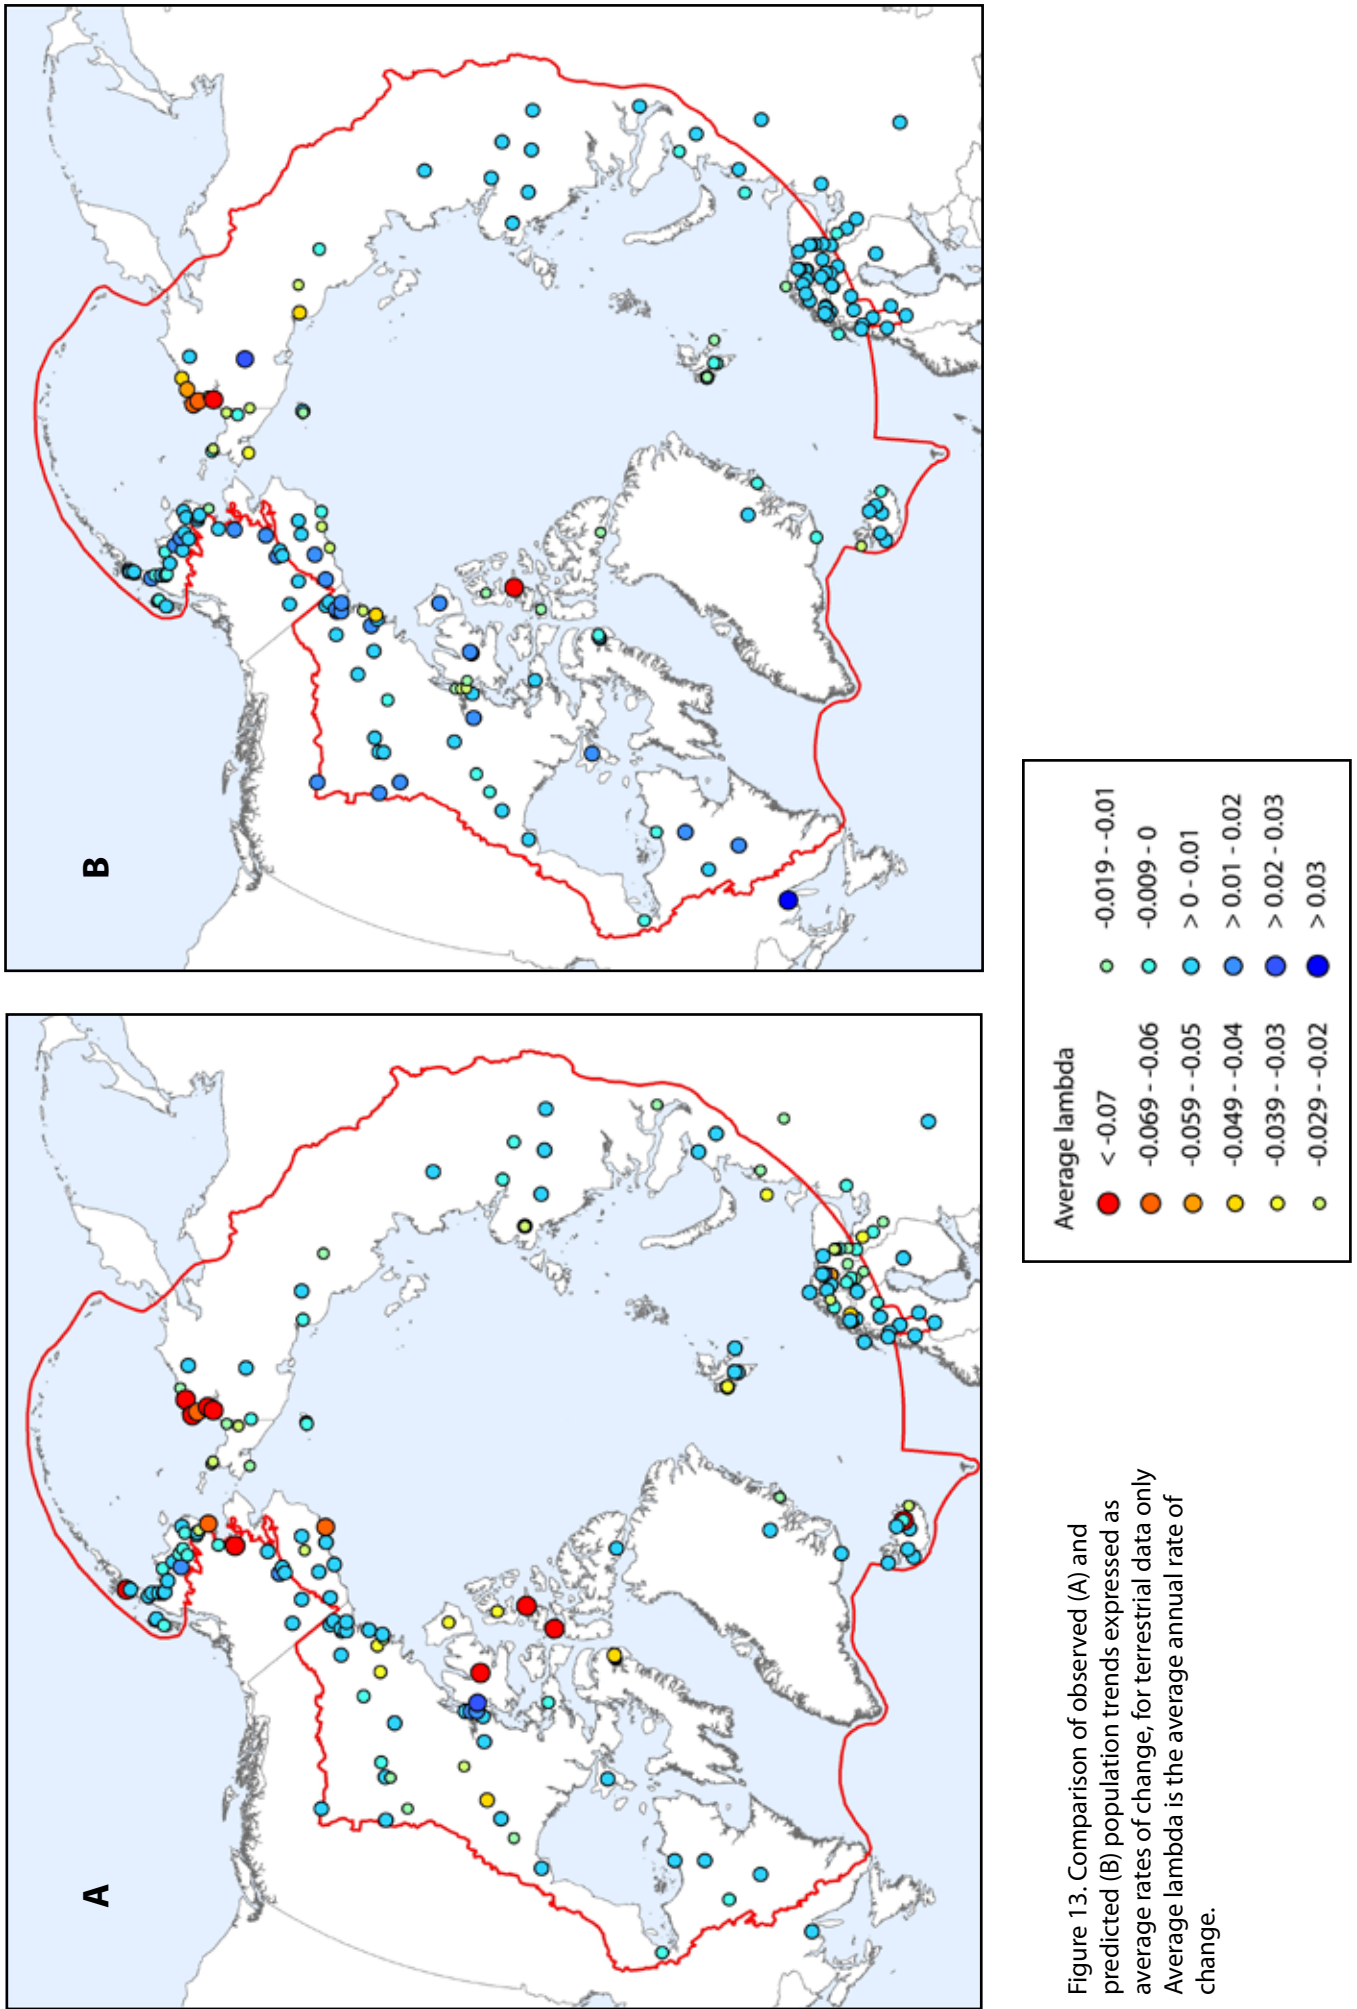 A
B
Average lambda
< -0.07
-0.069 - -0.06
-0.059 - -0.05
-0.049 - -0.04
-0.039 - -0.03
-0.029 - -0.02
-0.019 - -0.01
-0.009 - 0
> 0 - 0.01
> 0.01 - 0.02
> 0.02 - 0.03
> 0.03
Figure 13. Comparison of observed (A) and
predicted (B) population trends expressed as
average rates of change, for terrestrial data only
Average lambda is the average annual rate of
change.